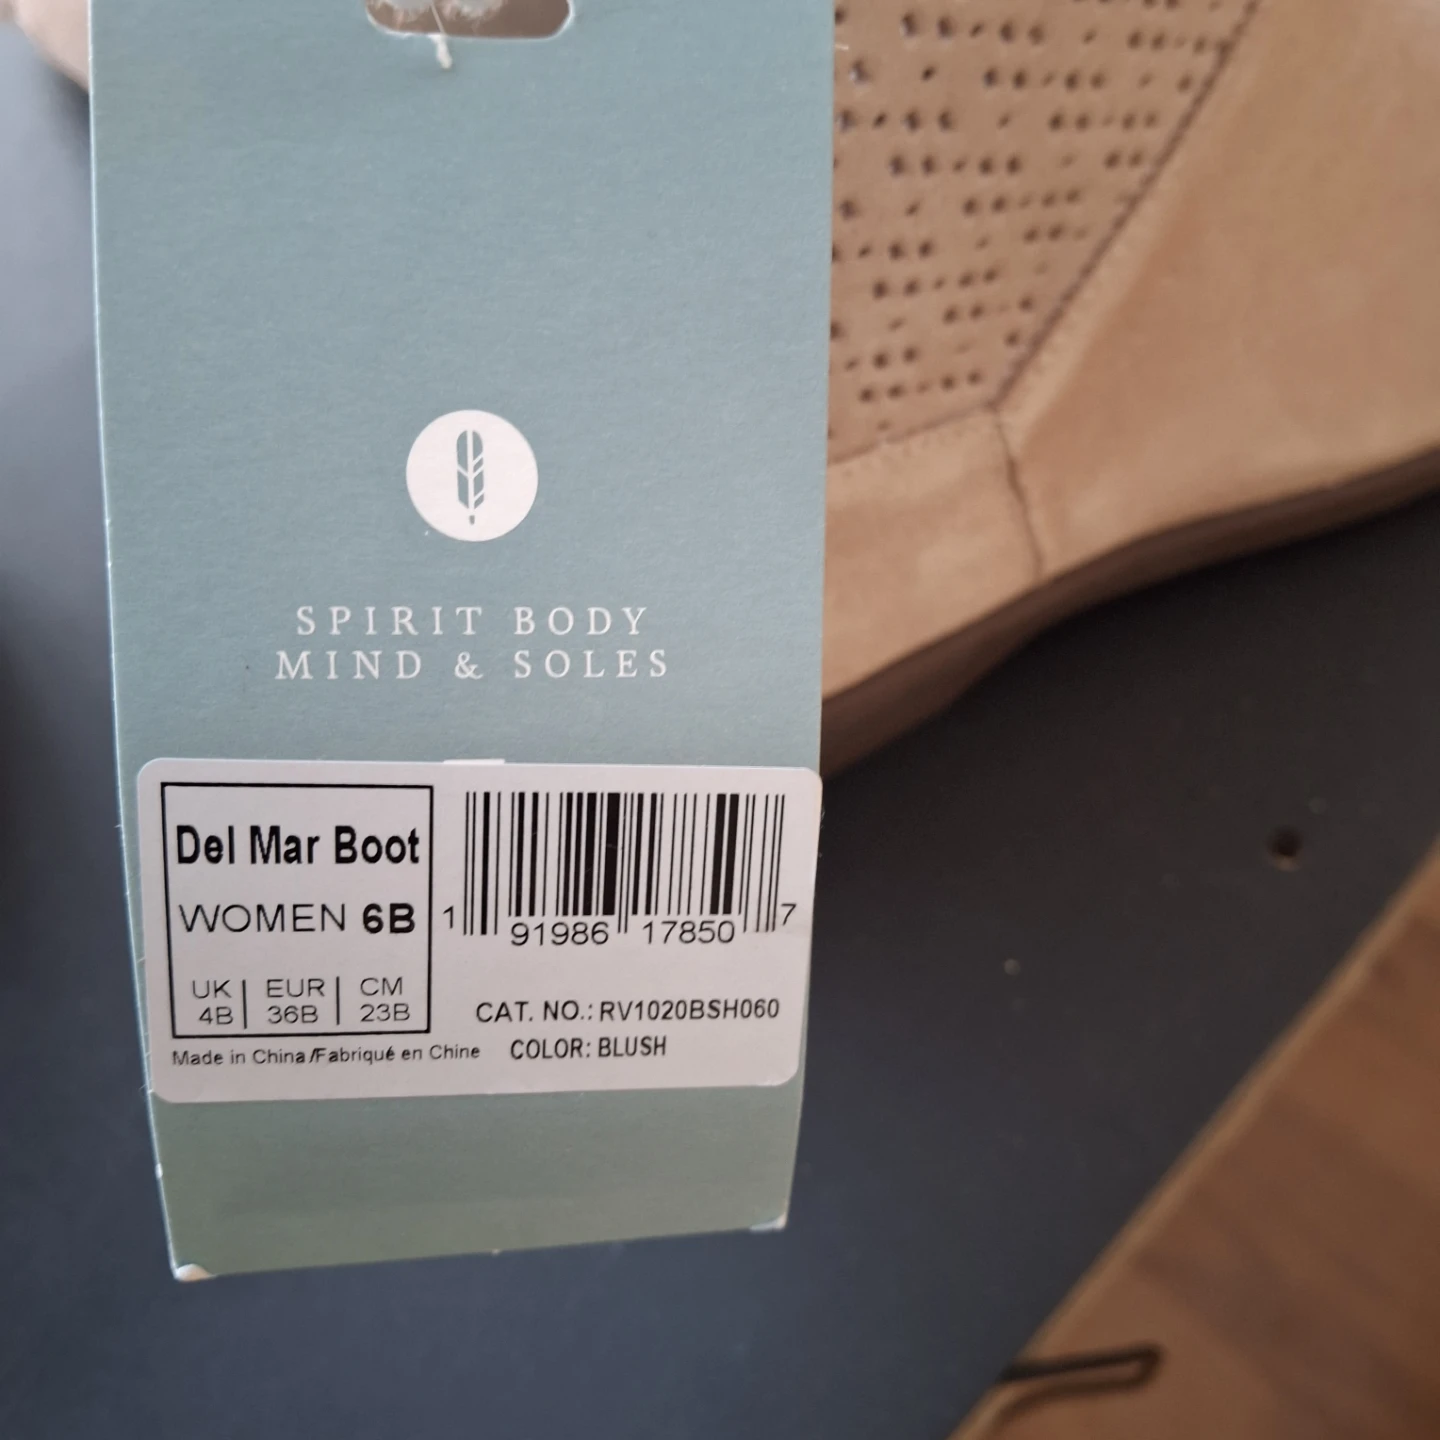 SPIRIT BODY
MIND & SOLES
Del Mar Boot
WOMEN 6B
UK | EUR | CM
4B | 36B | 23B
Made in China/Fabriqué en Chine
1 91986 17850 7
CAT. NO.: RV1020BSH060
COLOR: BLUSH